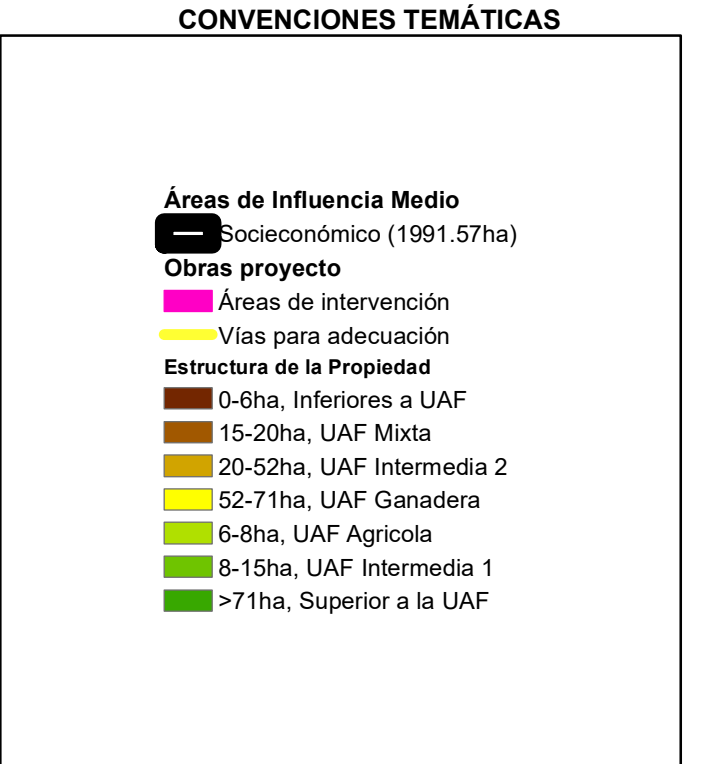 CONVENCIONES TEMÁTICAS
Áreas de Influencia Medio
Socieconómico (1991.57ha)
Obras proyecto
Áreas de intervención
Vías para adecuación
Estructura de la Propiedad
0-6ha, Inferiores a UAF
15-20ha, UAF Mixta
20-52ha, UAF Intermedia 2
52-71ha, UAF Ganadera
6-8ha, UAF Agricola
8-15ha, UAF Intermedia 1
>71ha, Superior a la UAF